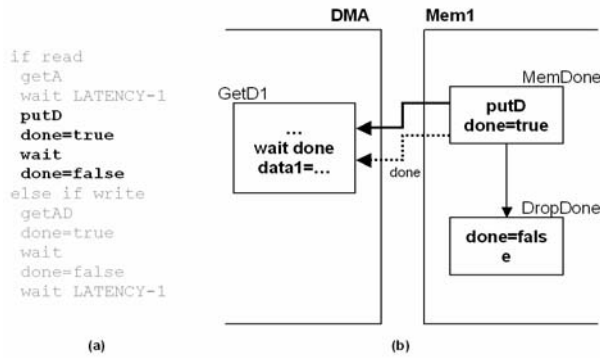 if read
getA
wait LATENCY-1
putD
done=true
wait
done=false
else if write
getAD
done=true
wait
done=false
wait LATENCY-1
(a)
DMA
Mem1
GetD1
...
wait done
data1=...
done
MemDone
putD
done=true
DropDone
done=fals
e
(b)